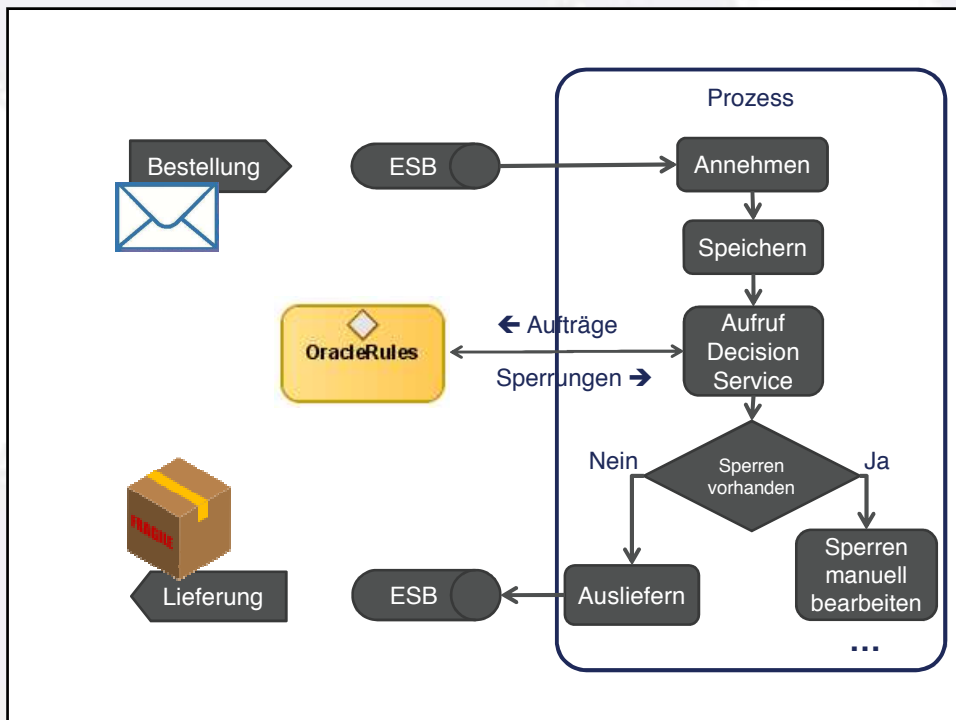 Prozess
Bestellung
ESB
Annehmen
Speichern
← Aufträge
OracleRules
Sperrungen →
Aufruf
Decision
Service
Nein
Sperren
vorhanden
Ja
FRAGILE
Sperren
manuell
bearbeiten
Lieferung
ESB
Ausliefern
...